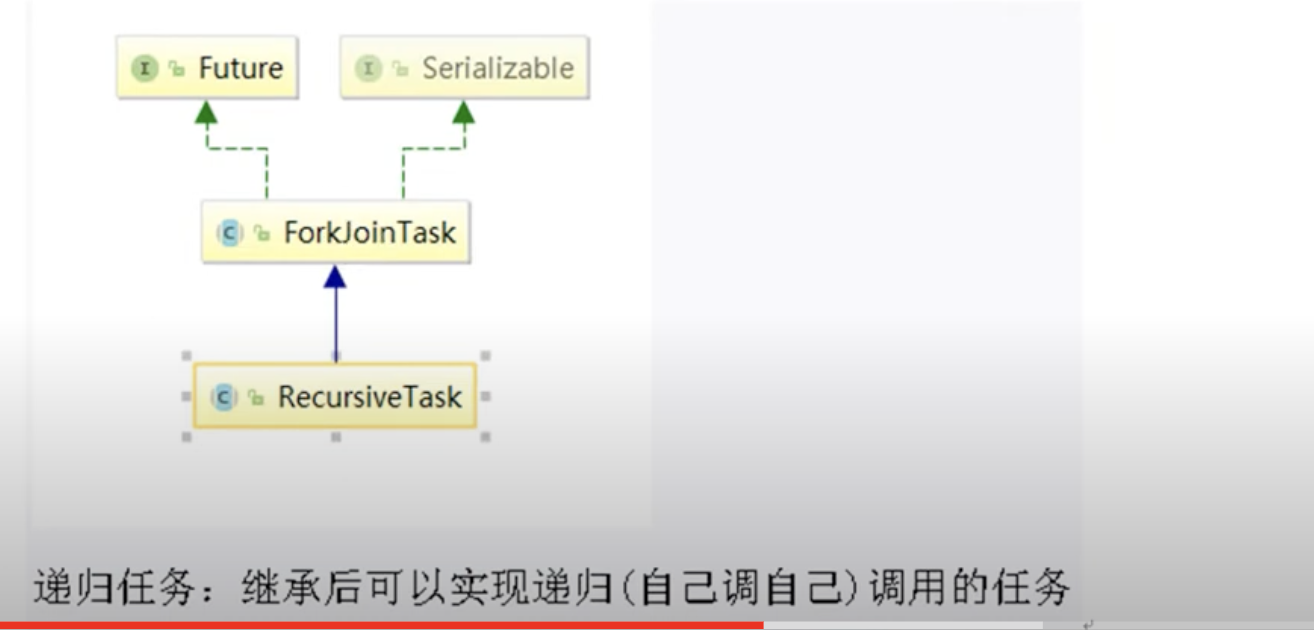 Future
Serializable
ForkJoinTask
RecursiveTask
递归任务：继承后可以实现递归(自己调自己)调用的任务